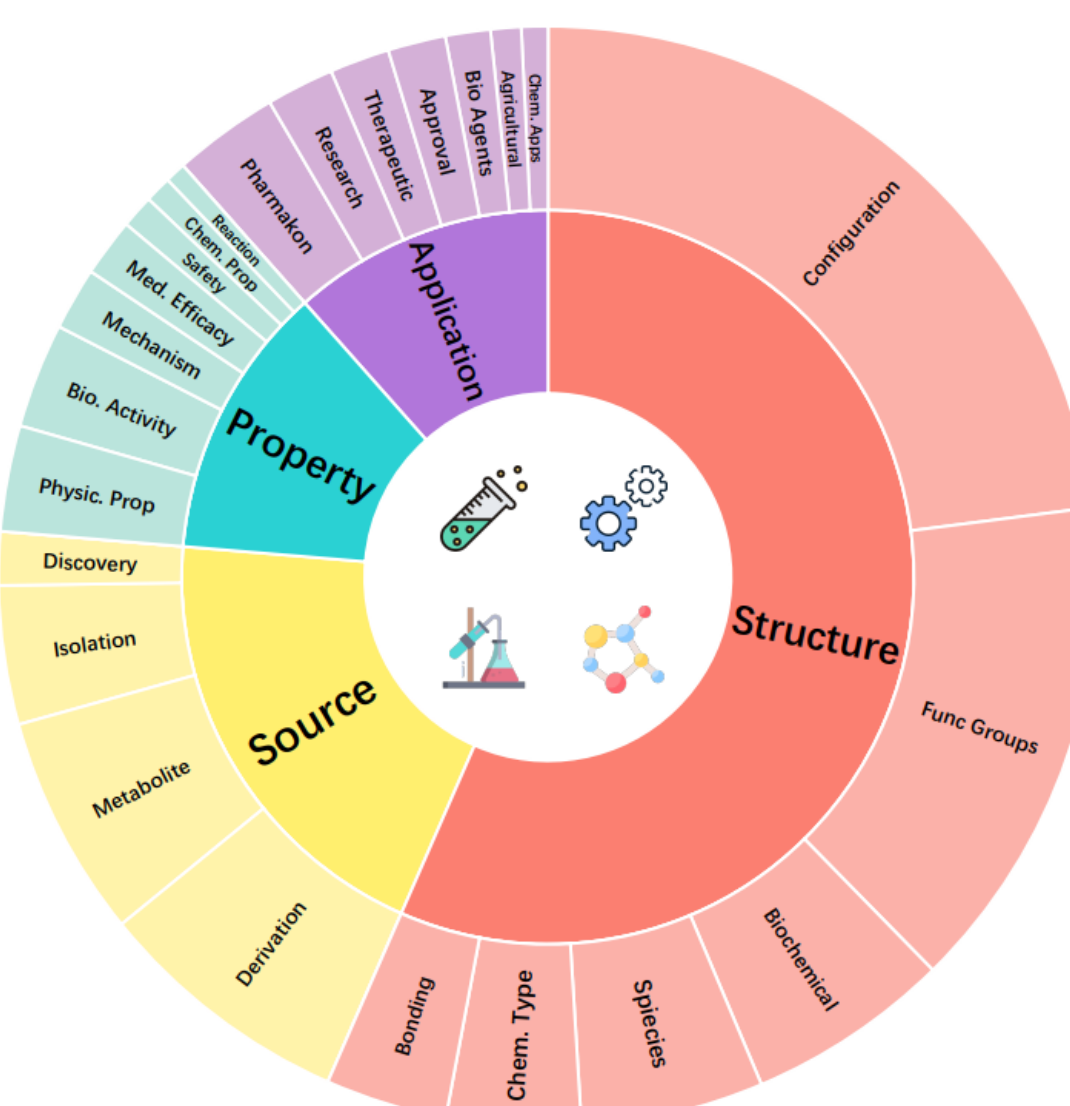 Structure
Configuration
Func Groups
Biochemical
Spiecies
Chem. Type
Bonding
Source
Derivation
Metabolite
Isolation
Discovery
Property
Physic. Prop
Bio. Activity
Mechanism
Med. Efficacy
Safety
Chem. Prop
Reaction
Application
Pharmakon
Research
Therapeutic
Approval
Bio Agents
Agricultural
Chem. Apps